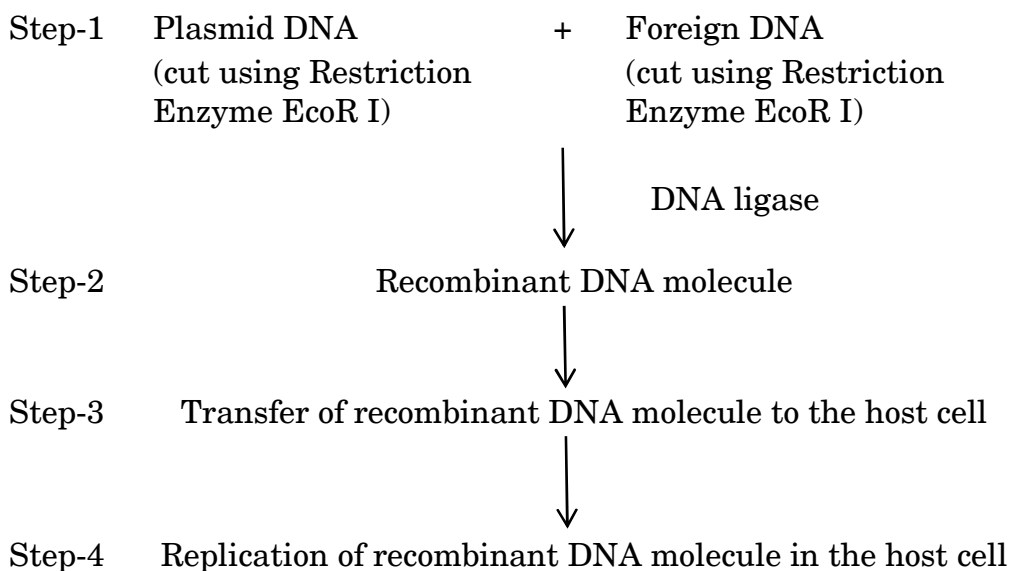 Step-1 Plasmid DNA + Foreign DNA
(cut using Restriction (cut using Restriction
Enzyme EcoR I) Enzyme EcoR I)
DNA ligase
Step-2 Recombinant DNA molecule
Step-3 Transfer of recombinant DNA molecule to the host cell
Step-4 Replication of recombinant DNA molecule in the host cell